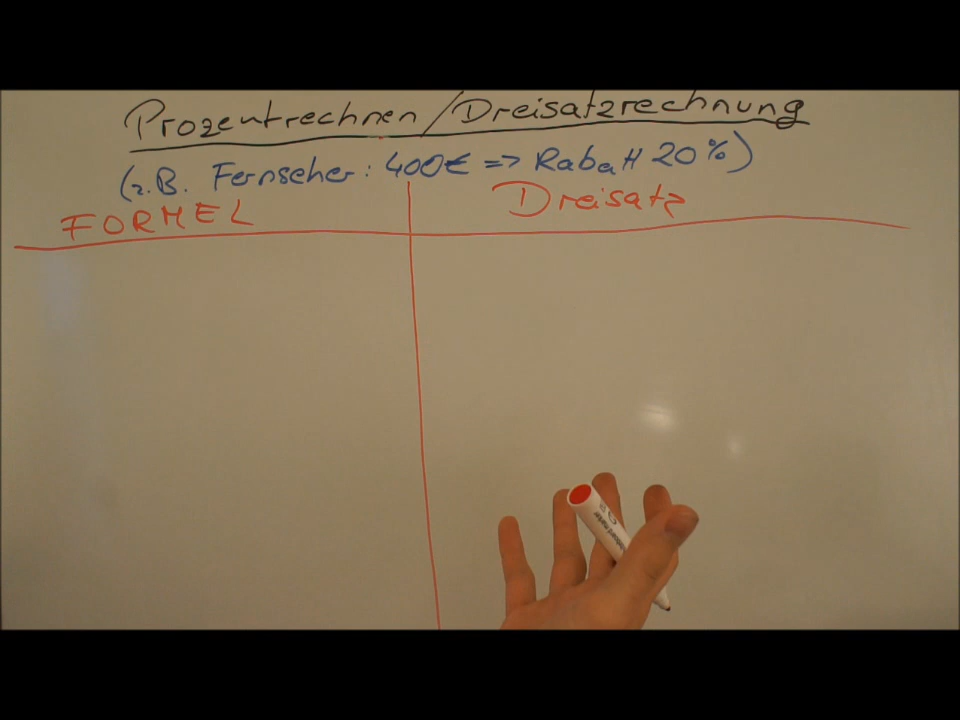 Prozentrechnen / Dreisatzrechnung
(z.B. Fernseher: 400€ => Rabatt 20%)
FORMEL
Dreisatz